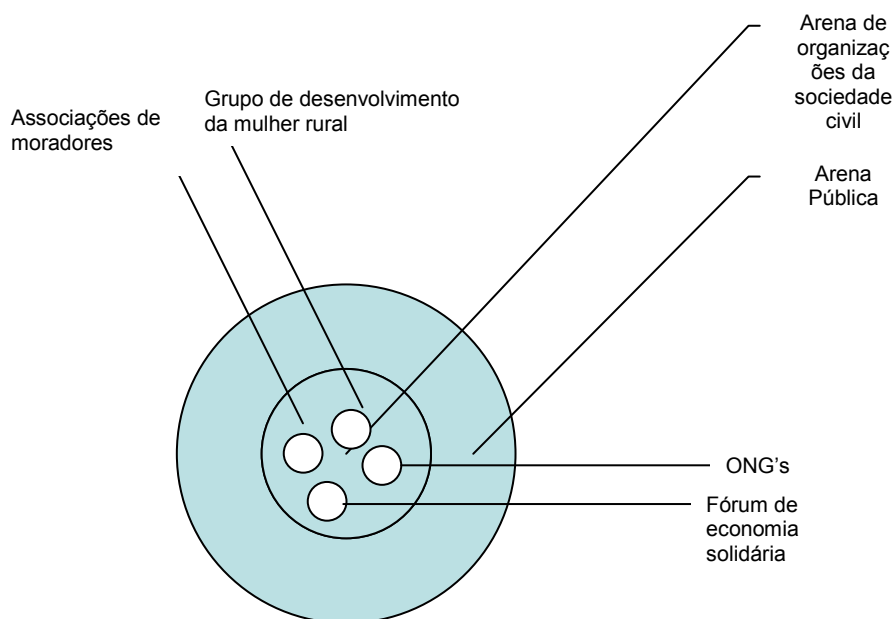 Arena de
organizaç
ões da
sociedade
civil
Grupo de desenvolvimento
da mulher rural
Associações de
moradores
Arena
Pública
ONG's
Fórum de
economia
solidária